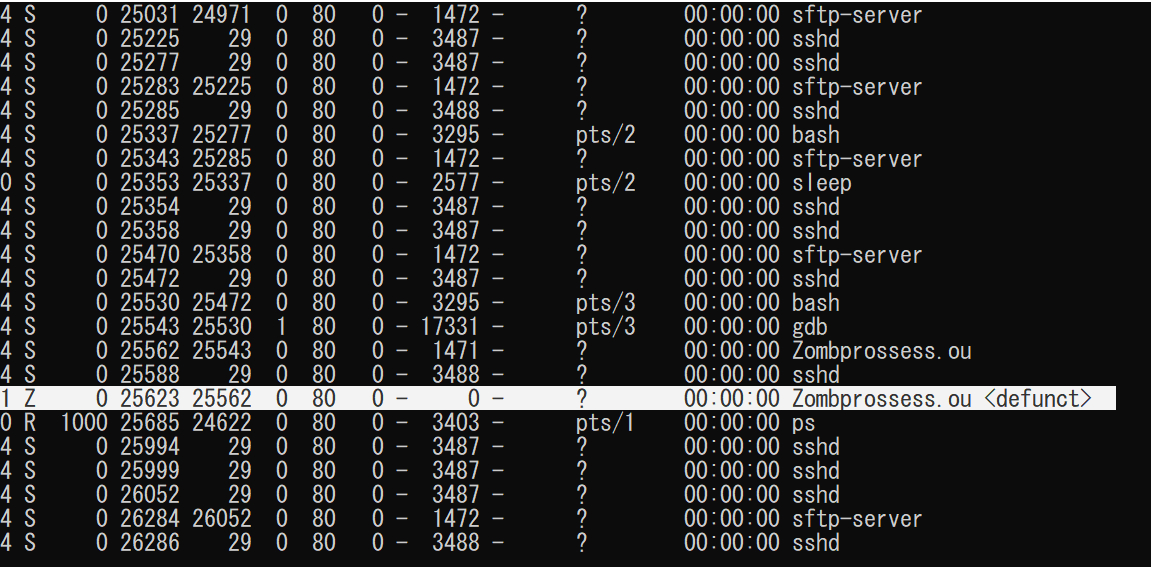 4 S 0 25031 24971 0 80 0 - 1472 - ? 00:00:00 sftp-server
4 S 0 25225 29 0 80 0 - 3487 - ? 00:00:00 sshd
4 S 0 25277 29 0 80 0 - 3487 - ? 00:00:00 sshd
4 S 0 25283 25225 0 80 0 - 1472 - ? 00:00:00 sftp-server
4 S 0 25285 29 0 80 0 - 3488 - ? 00:00:00 sshd
4 S 0 25337 25277 0 80 0 - 3295 - pts/2 00:00:00 bash
4 S 0 25343 25285 0 80 0 - 1472 - ? 00:00:00 sftp-server
0 S 0 25353 25337 0 80 0 - 2577 - pts/2 00:00:00 sleep
4 S 0 25354 29 0 80 0 - 3487 - ? 00:00:00 sshd
4 S 0 25358 29 0 80 0 - 3487 - ? 00:00:00 sshd
4 S 0 25470 25358 0 80 0 - 1472 - ? 00:00:00 sftp-server
4 S 0 25472 29 0 80 0 - 3487 - ? 00:00:00 sshd
4 S 0 25530 25472 0 80 0 - 3295 - pts/3 00:00:00 bash
4 S 0 25543 25530 1 80 0 - 17331 - pts/3 00:00:00 gdb
4 S 0 25562 25543 0 80 0 - 1471 - ? 00:00:00 Zombprossess.ou
4 S 0 25588 29 0 80 0 - 3488 - ? 00:00:00 sshd
1 Z 0 25623 25562 0 80 0 - 0 - ? 00:00:00 Zombprossess.ou <defunct>
0 R 1000 25685 24622 0 80 0 - 3403 - pts/1 00:00:00 ps
4 S 0 25994 29 0 80 0 - 3487 - ? 00:00:00 sshd
4 S 0 25999 29 0 80 0 - 3487 - ? 00:00:00 sshd
4 S 0 26052 29 0 80 0 - 3487 - ? 00:00:00 sshd
4 S 0 26284 26052 0 80 0 - 1472 - ? 00:00:00 sftp-server
4 S 0 26286 29 0 80 0 - 3488 - ? 00:00:00 sshd